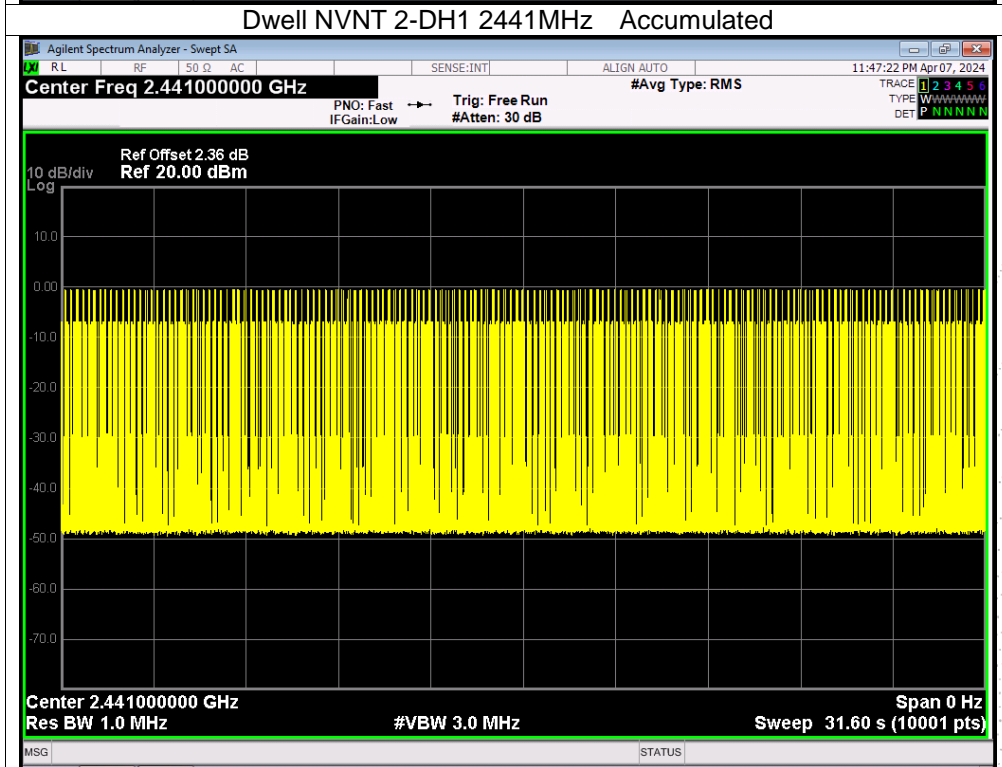 Dwell NVNT 2-DH1 2441MHz Accumulated
Agilent Spectrum Analyzer - Swept SA
LXI RL RF 50 Ω AC SENSE:INT ALIGN AUTO 11:47:22 PM Apr 07, 2024
Center Freq 2.441000000 GHz #Avg Type: RMS TRACE 1 2 3 4 5 6
PNO: Fast Trig: Free Run TYPE WWWWWW
IFGain:Low #Atten: 30 dB DET P N N N N N
Ref Offset 2.36 dB
10 dB/div Ref 20.00 dBm
Log
10.0
0.00
-10.0
-20.0
-30.0
-40.0
-50.0
-60.0
-70.0
Center 2.441000000 GHz Span 0 Hz
Res BW 1.0 MHz #VBW 3.0 MHz Sweep 31.60 s (10001 pts)
MSG STATUS